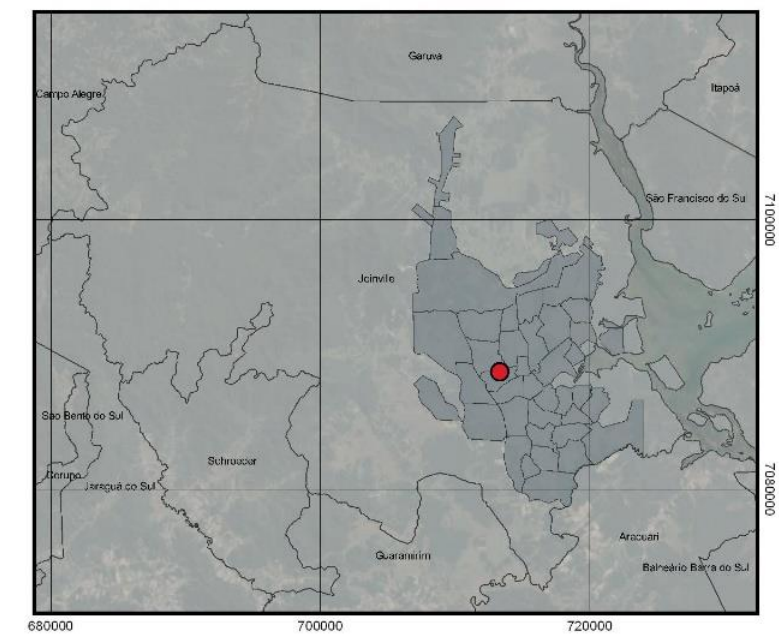 Garuva
Campo Alegre
Itapoá
São Francisco do Sul
7100000
Joinville
São Bento do Sul
Schroeder
Corupá
Jaraguá do Sul
7080000
Araquari
Guaramirim
Balneário Barra do Sul
680000
700000
720000